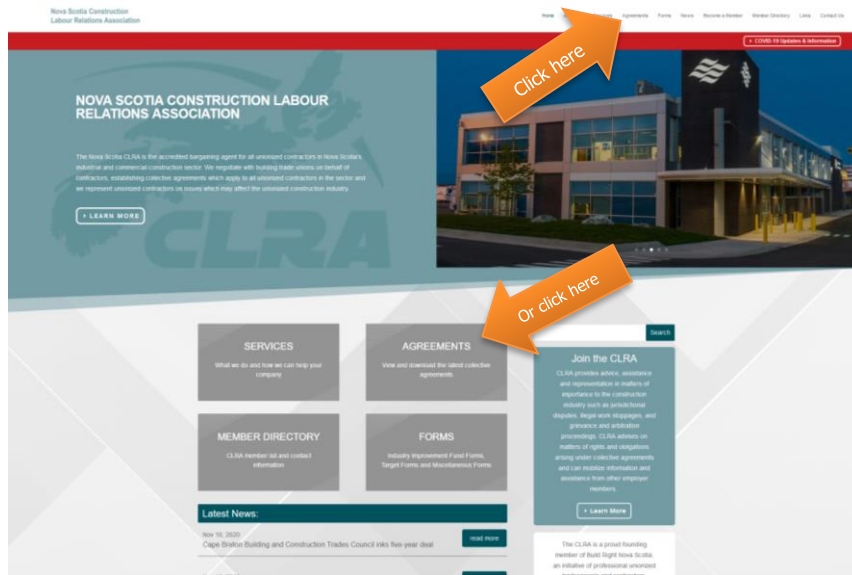 Nova Scotia Construction
Labour Relations Association
Home
Agreements Forms News Become a Member Member Directory Links Contact Us
Click here
COVID-19 Updates & Information
NOVA SCOTIA CONSTRUCTION LABOUR
RELATIONS ASSOCIATION
The Nova Scotia CLRA is the accredited bargaining agent for all unionized contractors in Nova Scotia's
industrial and commercial construction sector. We negotiate with building trade unions on behalf of
contractors, establishing collective agreements which apply to all unionized contractors in the sector and
we represent unionized contractors on issues which may affect the unionized construction industry.
LEARN MORE
CLRA
Or click here
Search
SERVICES
What we do and how we can help your
company
AGREEMENTS
View and download the latest collective
agreements
MEMBER DIRECTORY
CLRA member list and contact
information
FORMS
Industry Improvement Fund Forms,
Target Forms and Miscellaneous Forms
Join the CLRA
CLRA provides advice, assistance
and representation in matters of
importance to the construction
industry such as jurisdictional
disputes, illegal work stoppages, and
grievance and arbitration
proceedings. CLRA advises on
matters of rights and obligations
arising under collective agreements
and can mobilize information and
assistance from other employer
members.
Learn More
Latest News:
Nov 10, 2020
Cape Breton Building and Construction Trades Council inks five-year deal
read more
The CLRA is a proud founding
member of Build Right Nova Scotia,
an initiative of professional unionized